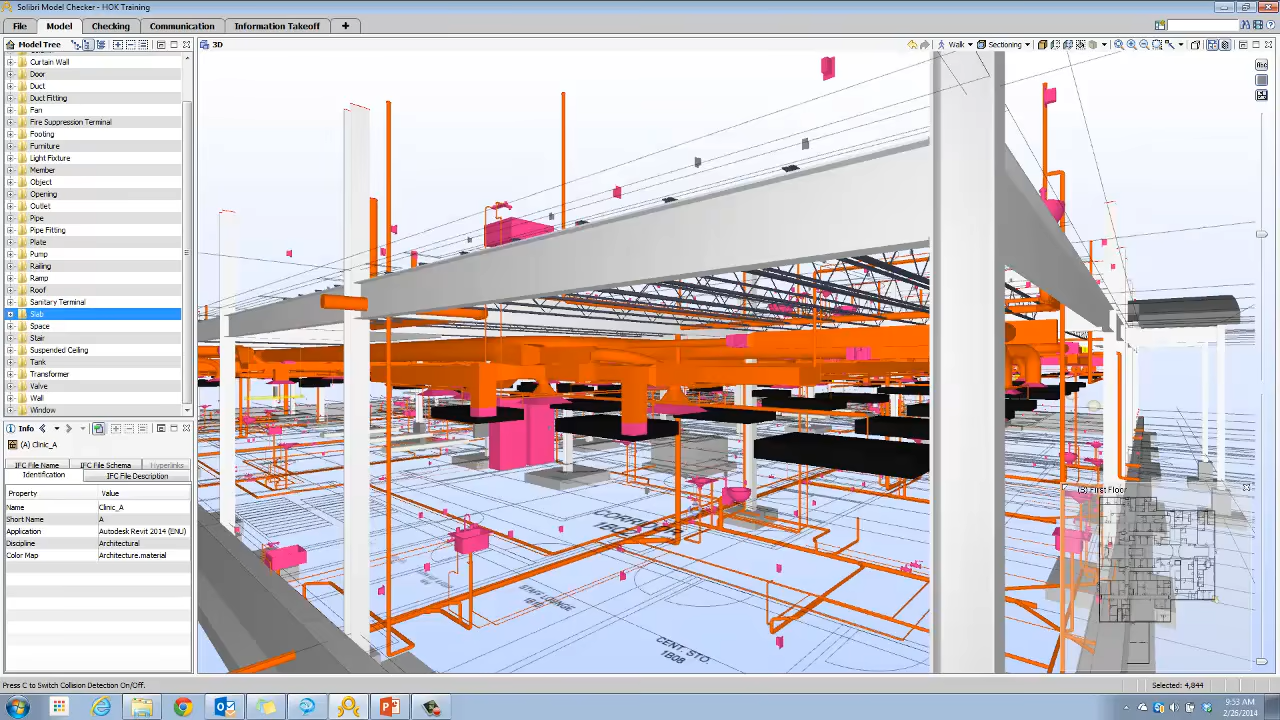 Solibri Model Checker - HOK Training
File
Model
Checking
Communication
Information Takeoff
+
Model Tree
3D
Walk
Sectioning
Curtain Wall
Door
Duct
Duct Fitting
Fan
Fire Suppression Terminal
Footing
Furniture
Light Fixture
Member
Object
Opening
Outlet
Pipe
Pipe Fitting
Plate
Pump
Railing
Ramp
Roof
Sanitary Terminal
Slab
Space
Stair
Suspended Ceiling
Terminal
Transformer
Valve
Wall
Window
Info
(A) Clinic_A
IFC File Name
IFC File Schema
Hyperlinks
Identification
IFC File Description
Property Value
Name Clinic_A
Short Name A
Application Autodesk Revit 2014 (ENU)
Discipline Architectural
Color Map Architecture.material
(B) First Floor
STAFF LOUNGE
CENT. STO.
1B08
Press C to Switch Collision Detection On/Off.
Selected: 4,844
9:53 AM
2/26/2014